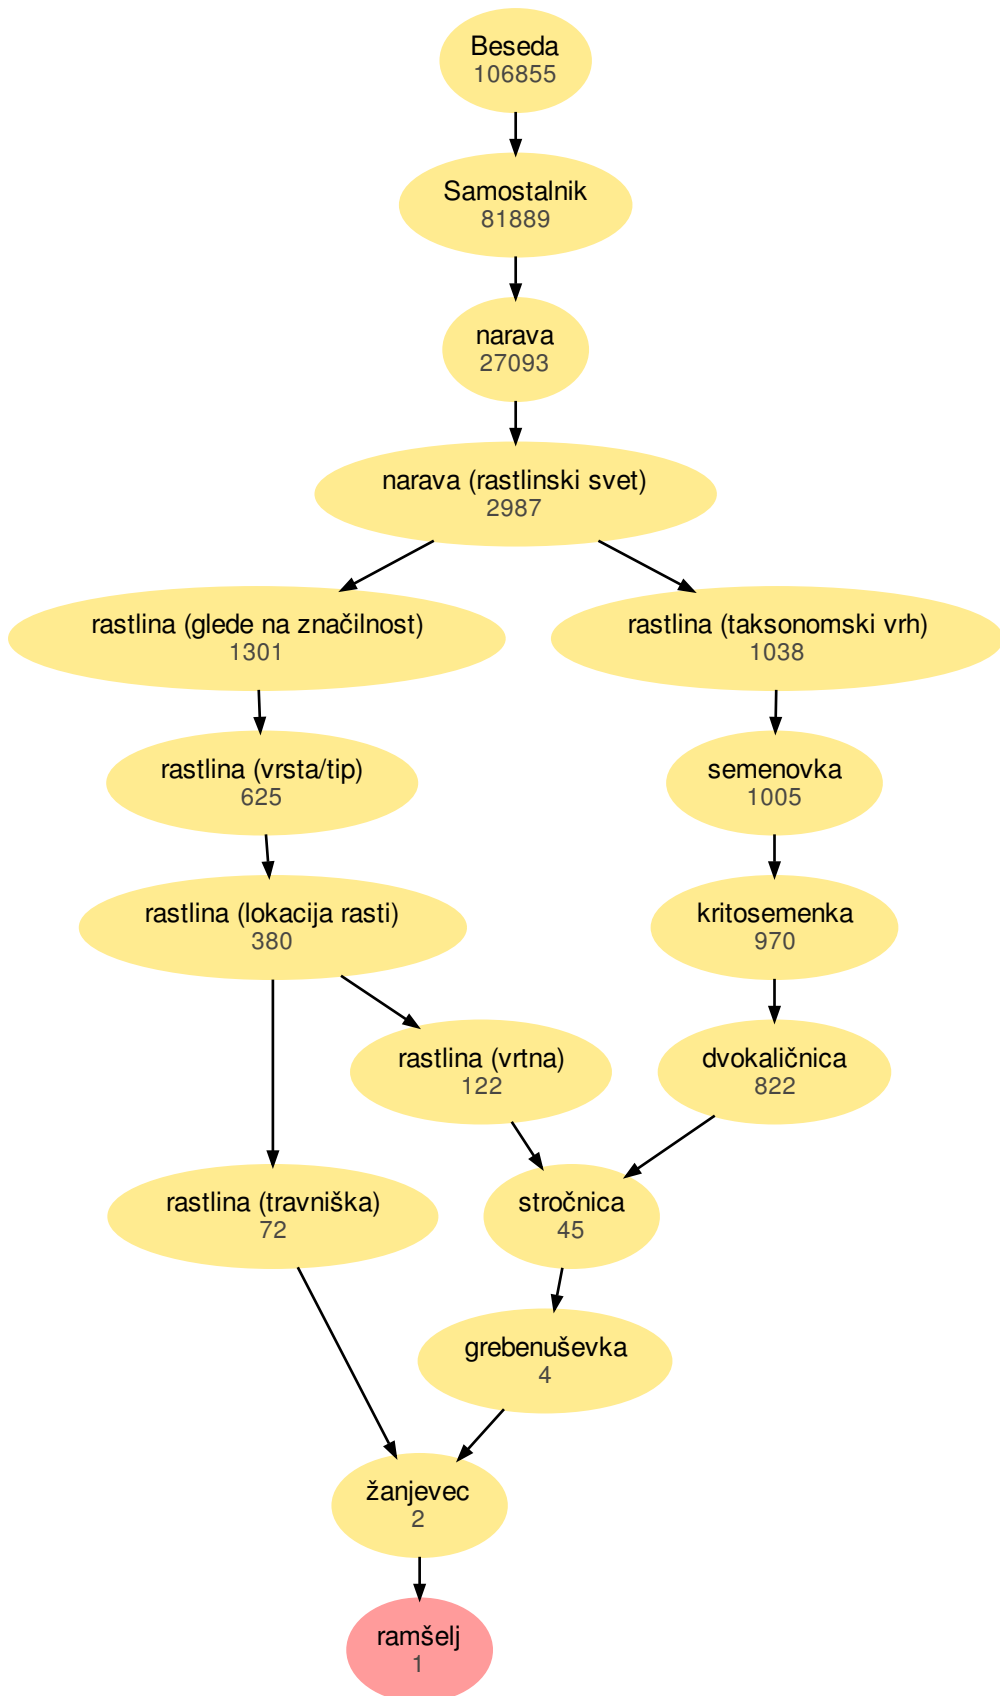 Beseda
106855
Samostalnik
81889
narava
27093
narava (rastlinski svet)
2987
rastlina (glede na značilnost)
1301
rastlina (taksonomski vrh)
1038
rastlina (vrsta/tip)
625
semenovka
1005
rastlina (lokacija rasti)
380
kritosemenka
970
rastlina (vrtna)
122
dvokaličnica
822
rastlina (travniška)
72
stročnica
45
grebenuševka
4
žanjevec
2
ramšelj
1